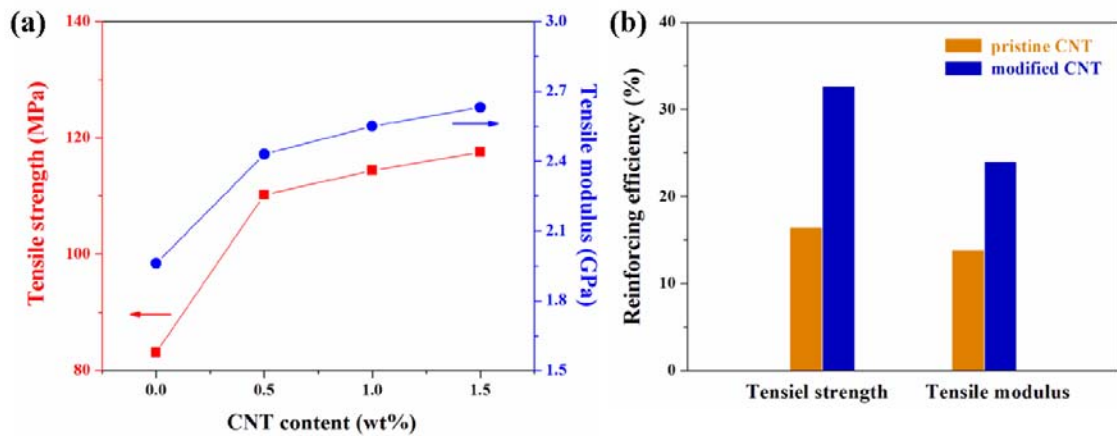 (a)
Tensile strength (MPa)
140
120
100
80
0.0 0.5 1.0 1.5
CNT content (wt%)
3.0
2.7
2.4
2.1
1.8
1.5
Tensile modulus (GPa)
(b)
Reinforcing efficiency (%)
40
30
20
10
0
pristine CNT
modified CNT
Tensiel strength Tensile modulus